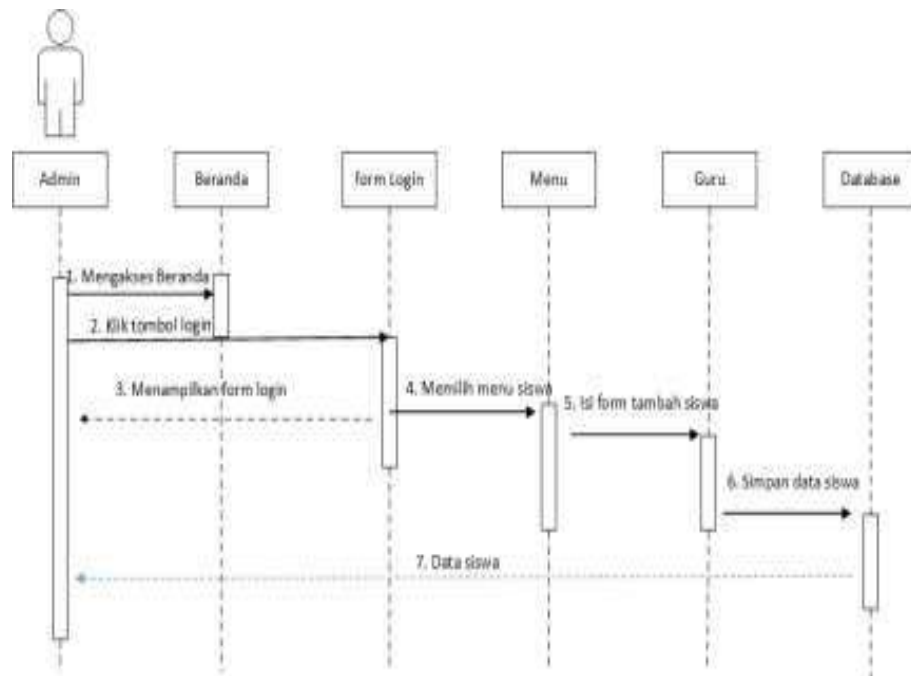 Admin
Beranda
form Login
Menu
Guru
Database
1. Mengakses Beranda
2. Klik tombol login
3. Menampilkan form login
4. Memilih menu siswa
5. Isi form tambah siswa
6. Simpan data siswa
7. Data siswa